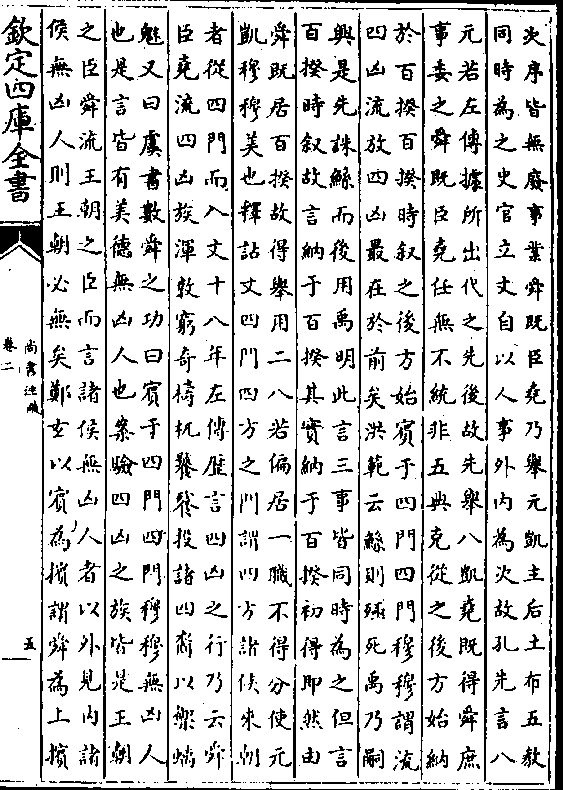 次序皆無廢事業舜既臣堯乃舉元凱主后土布五教
同時為之史官立文自以人事外内為次故孔先言八
元若左傳據所出代之先後故先舉八凱堯既得舜庶
事委之舜既臣堯任無不統非五典克從之後方始納
於百揆百揆時叙之後方始賓于四門四門穆穆謂流
四凶流放四凶最在於前矣洪範云鯀則殛死禹乃嗣
興是先誅鯀而後用禹明此言三事皆同時為之但言
百揆時叙故言納于百揆其實納于百揆初得即然由
舜既居百揆故得舉用二八若偏居一職不得分使元
凱穆穆美也釋詁文四門四方之門謂四方諸侯來朝
者從四門而入文十八年左傳歴言四凶之行乃云舜
臣堯流四凶族渾敦窮奇檮杌饕餮投諸四裔以禦螭
魅又曰虞書數舜之功曰賓于四門四門穆穆無凶人
也是言皆有美德無凶人也案驗四凶之族皆是王朝
之臣舜流王朝之臣而言諸侯無凶人者以外見内諸
侯無凶人則王朝必無矣鄭玄以賓為擯謂舜為上擯
欽定四庫全書
尚書注疏
卷二
五